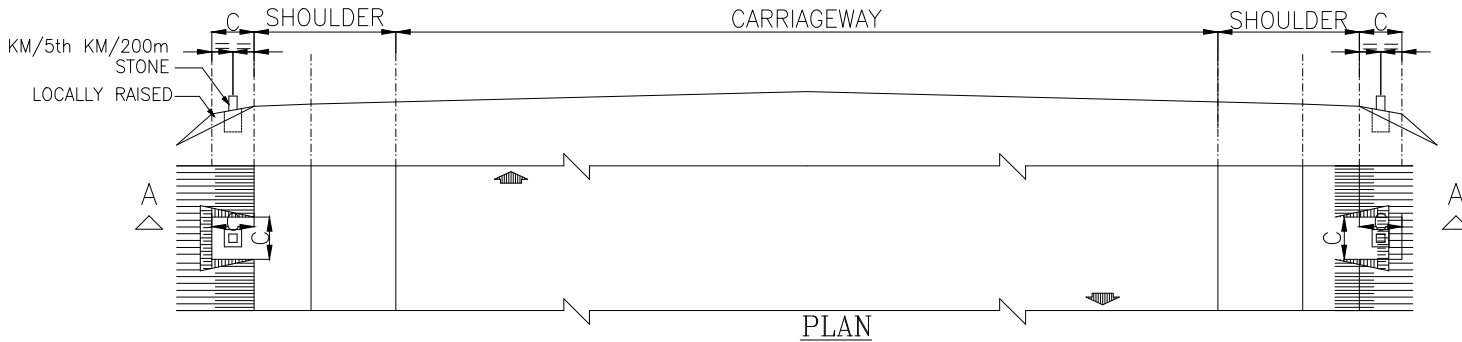 C SHOULDER CARRIAGEWAY SHOULDER C
KM/5th KM/200m = = = =
STONE
LOCALLY RAISED
A A
C C
C C
PLAN